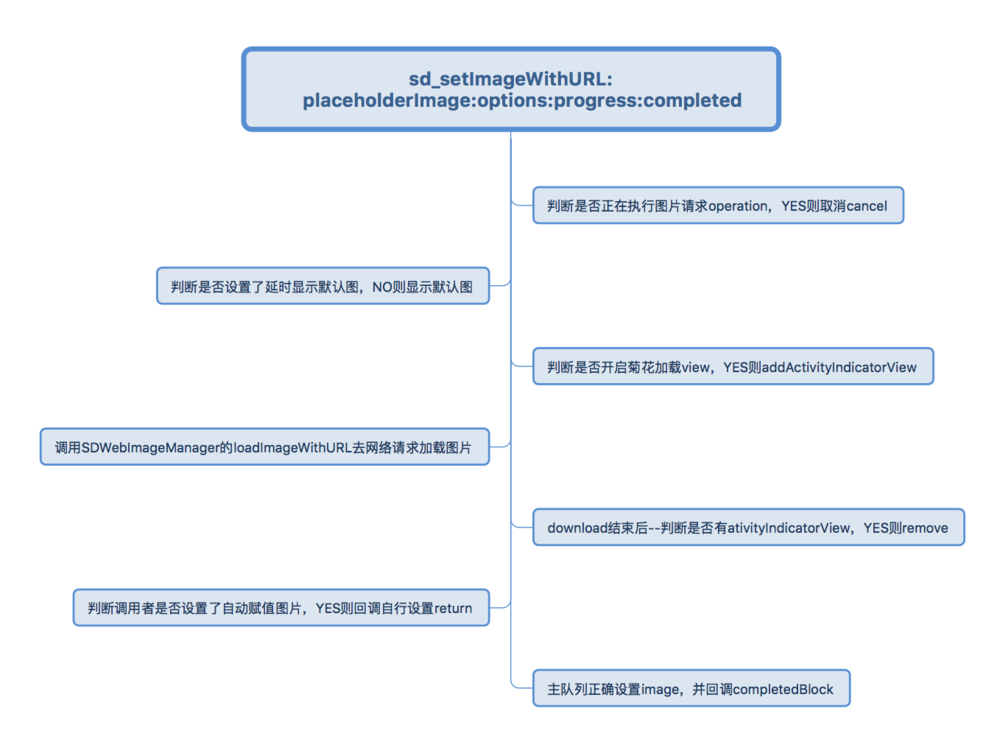 sd_setImageWithURL:
placeholderImage:options:progress:completed
判断是否正在执行图片请求operation，YES则取消cancel
判断是否设置了延时显示默认图，NO则显示默认图
判断是否开启菊花加载view，YES则addActivityIndicatorView
调用SDWebImageManager的loadImageWithURL去网络请求加载图片
download结束后--判断是否有ativityIndicatorView，YES则remove
判断调用者是否设置了自动赋值图片，YES则回调自行设置return
主队列正确设置image，并回调completedBlock